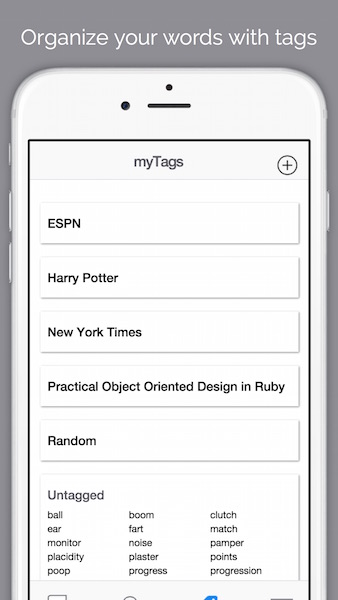 Organize your words with tags
myTags
ESPN
Harry Potter
New York Times
Practical Object Oriented Design in Ruby
Random
Untagged
ball boom clutch
ear fart match
monitor noise pamper
placidity plaster points
poop progress progression